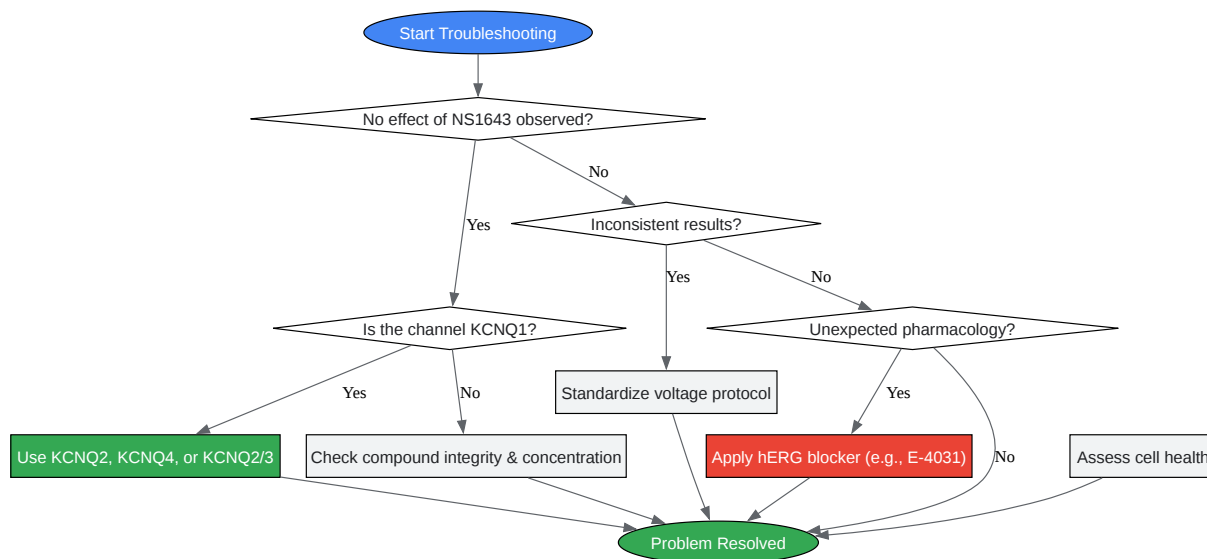 Start Troubleshooting
No effect of NS1643 observed?
No
Yes
Inconsistent results?
Yes
No
Is the channel KCNQ1?
Unexpected pharmacology?
Yes
No
Standardize voltage protocol
Yes
Use KCNQ2, KCNQ4, or KCNQ2/3
Check compound integrity & concentration
Apply hERG blocker (e.g., E-4031)
No
Assess cell health
Problem Resolved